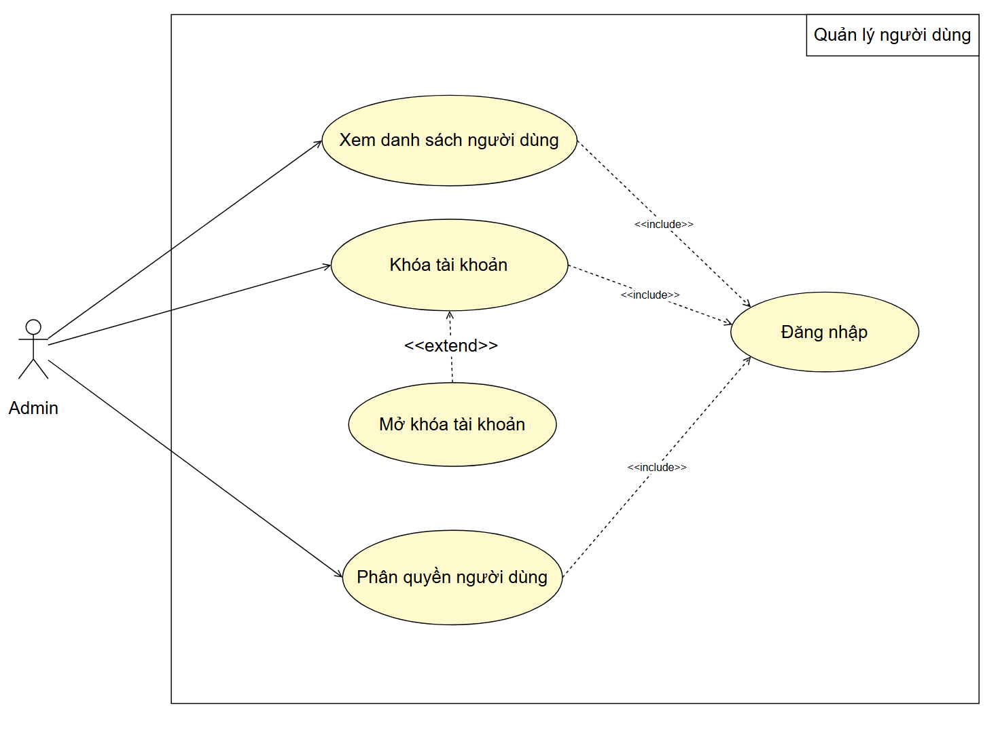 Quản lý người dùng
Xem danh sách người dùng
<<include>>
Khóa tài khoản
<<include>>
Đăng nhập
<<extend>>
Admin
Mở khóa tài khoản
<<include>>
Phân quyền người dùng